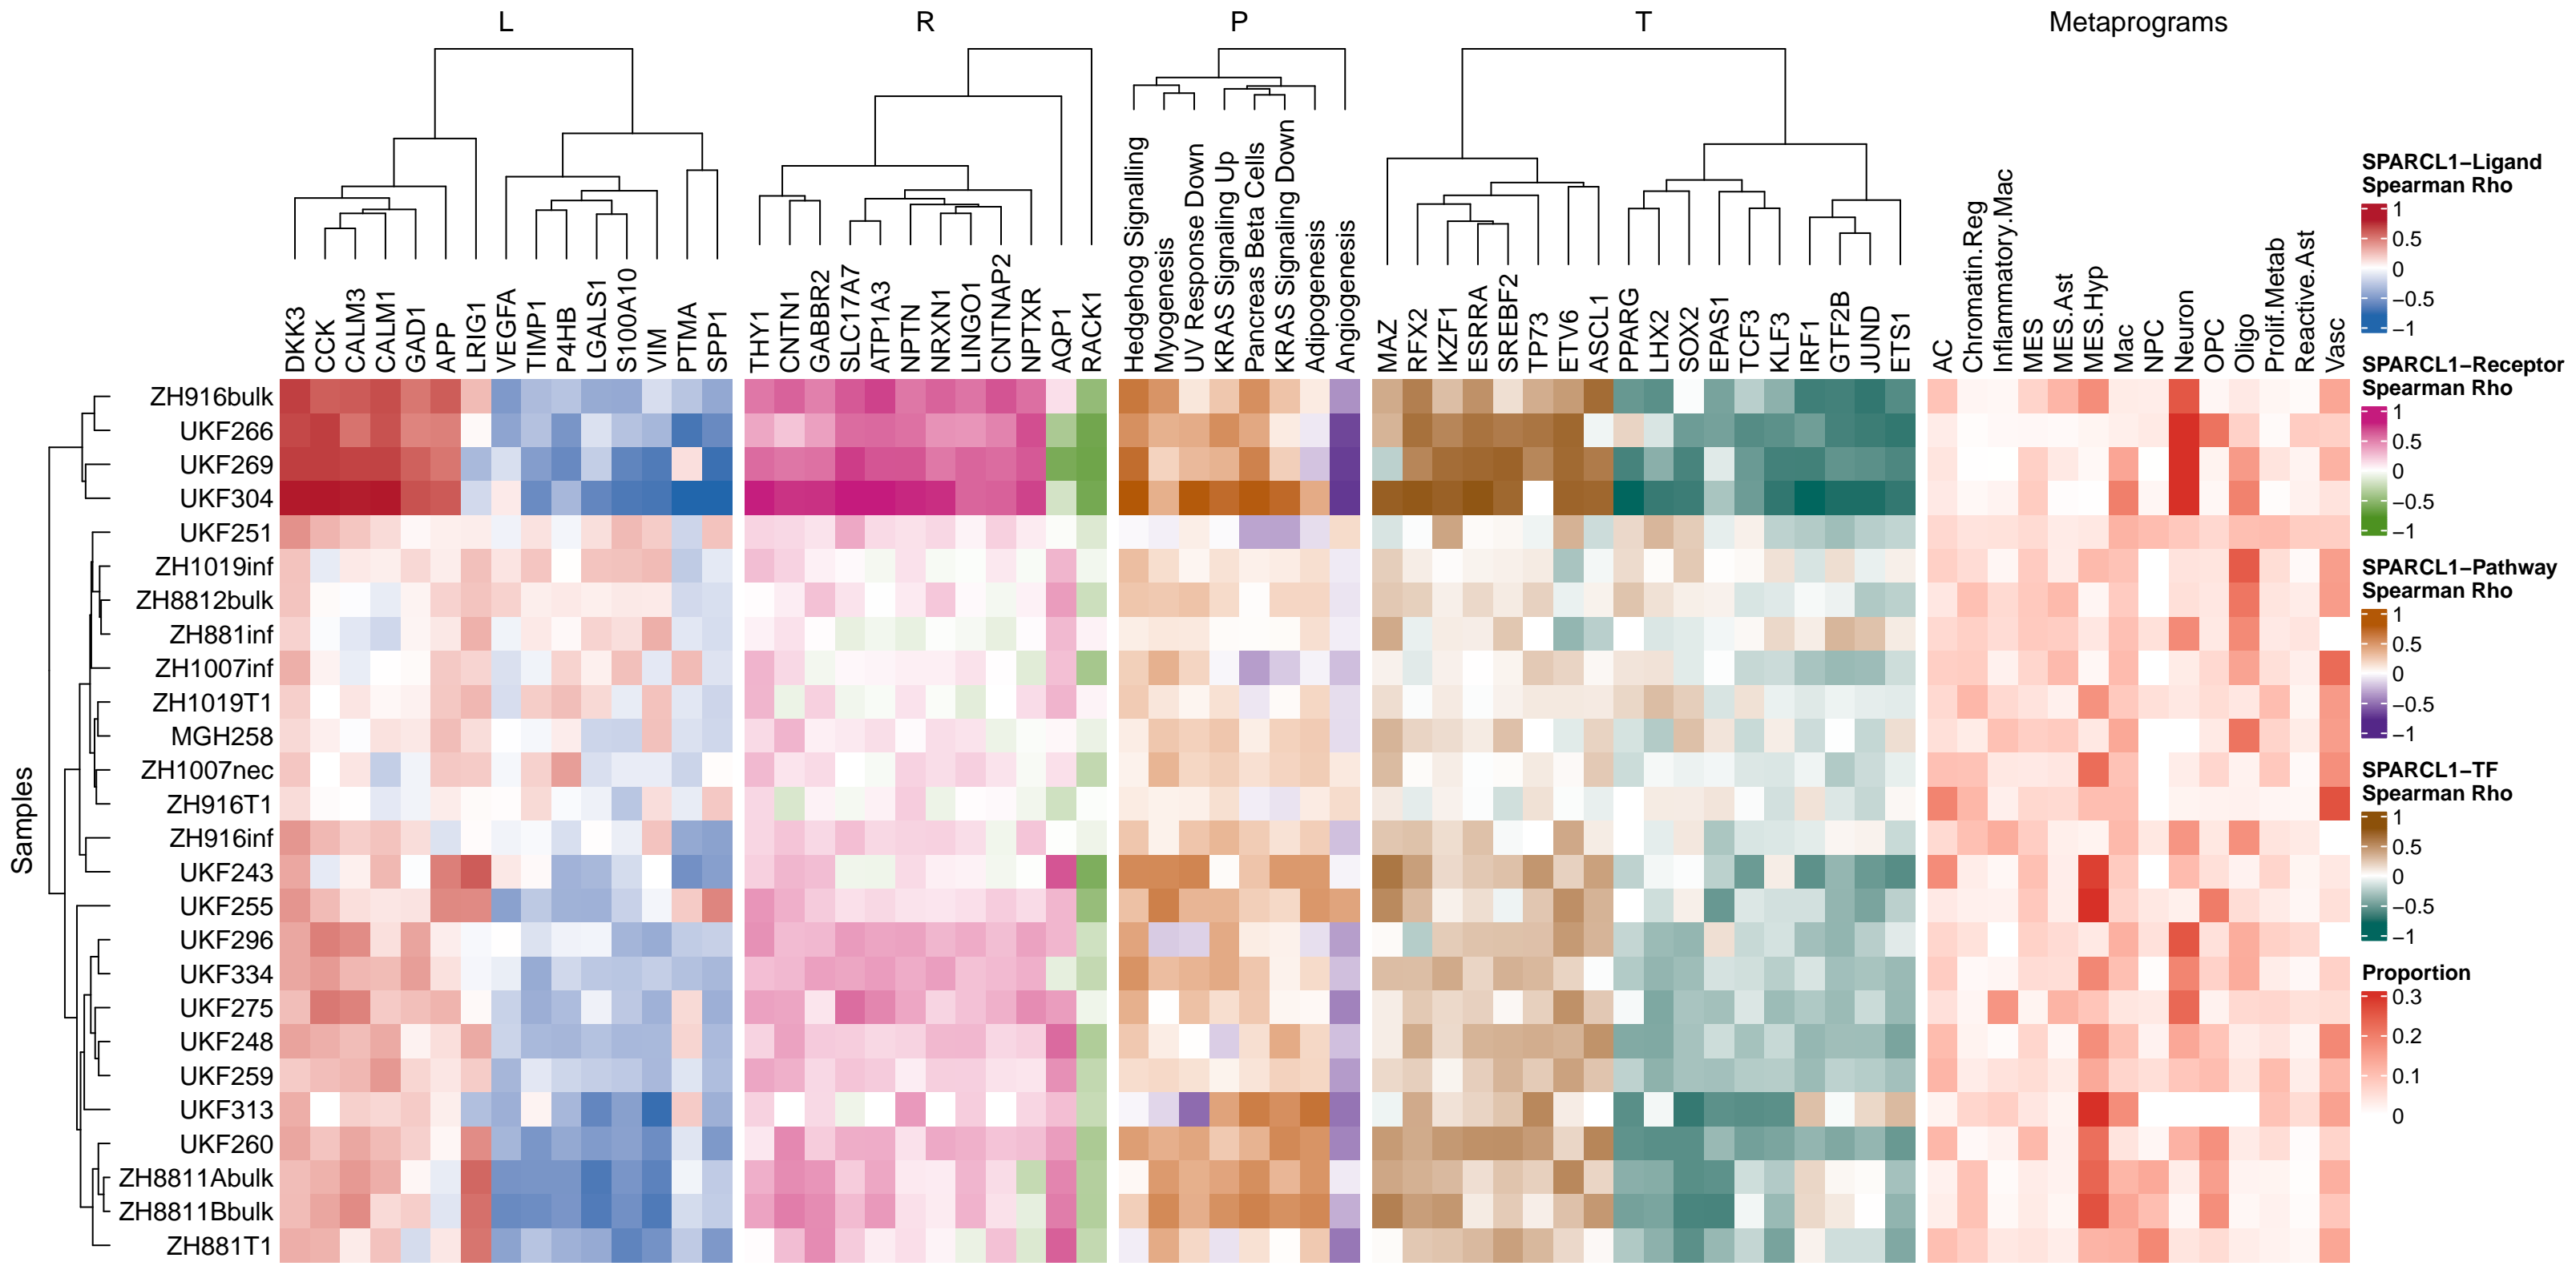 L
R
P
T
Metaprograms
DKK3
CCK
CALM3
CALM1
GAD1
APP
LRIG1
VEGFA
TIMP1
P4HB
LGALS1
S100A10
VIM
PTMA
SPP1
THY1
CNTN1
GABBR2
SLC17A7
ATP1A3
NPTN
NRXN1
LINGO1
CNTNAP2
NPTXR
AQP1
RACK1
Hedgehog Signalling
Myogenesis
UV Response Down
KRAS Signaling Up
Pancreas Beta Cells
KRAS Signaling Down
Adipogenesis
Angiogenesis
MAZ
RFX2
IKZF1
ESRRA
SREBF2
TP73
ETV6
ASCL1
PPARG
LHX2
SOX2
EPAS1
TCF3
KLF3
IRF1
GTF2B
JUND
ETS1
AC
Chromatin.Reg
Inflammatory.Mac
MES
MES.Ast
MES.Hyp
Mac
NPC
Neuron
OPC
Oligo
Prolif.Metab
Reactive.Ast
Vasc
Samples
ZH916bulk
UKF266
UKF269
UKF304
UKF251
ZH1019inf
ZH8812bulk
ZH881inf
ZH1007inf
ZH1019T1
MGH258
ZH1007nec
ZH916T1
ZH916inf
UKF243
UKF255
UKF296
UKF334
UKF275
UKF248
UKF259
UKF313
UKF260
ZH8811Abulk
ZH8811Bbulk
ZH881T1
SPARCL1−Ligand
Spearman Rho
1
0.5
0
−0.5
−1
SPARCL1−Receptor
Spearman Rho
1
0.5
0
−0.5
−1
SPARCL1−Pathway
Spearman Rho
1
0.5
0
−0.5
−1
SPARCL1−TF
Spearman Rho
1
0.5
0
−0.5
−1
Proportion
0.3
0.2
0.1
0